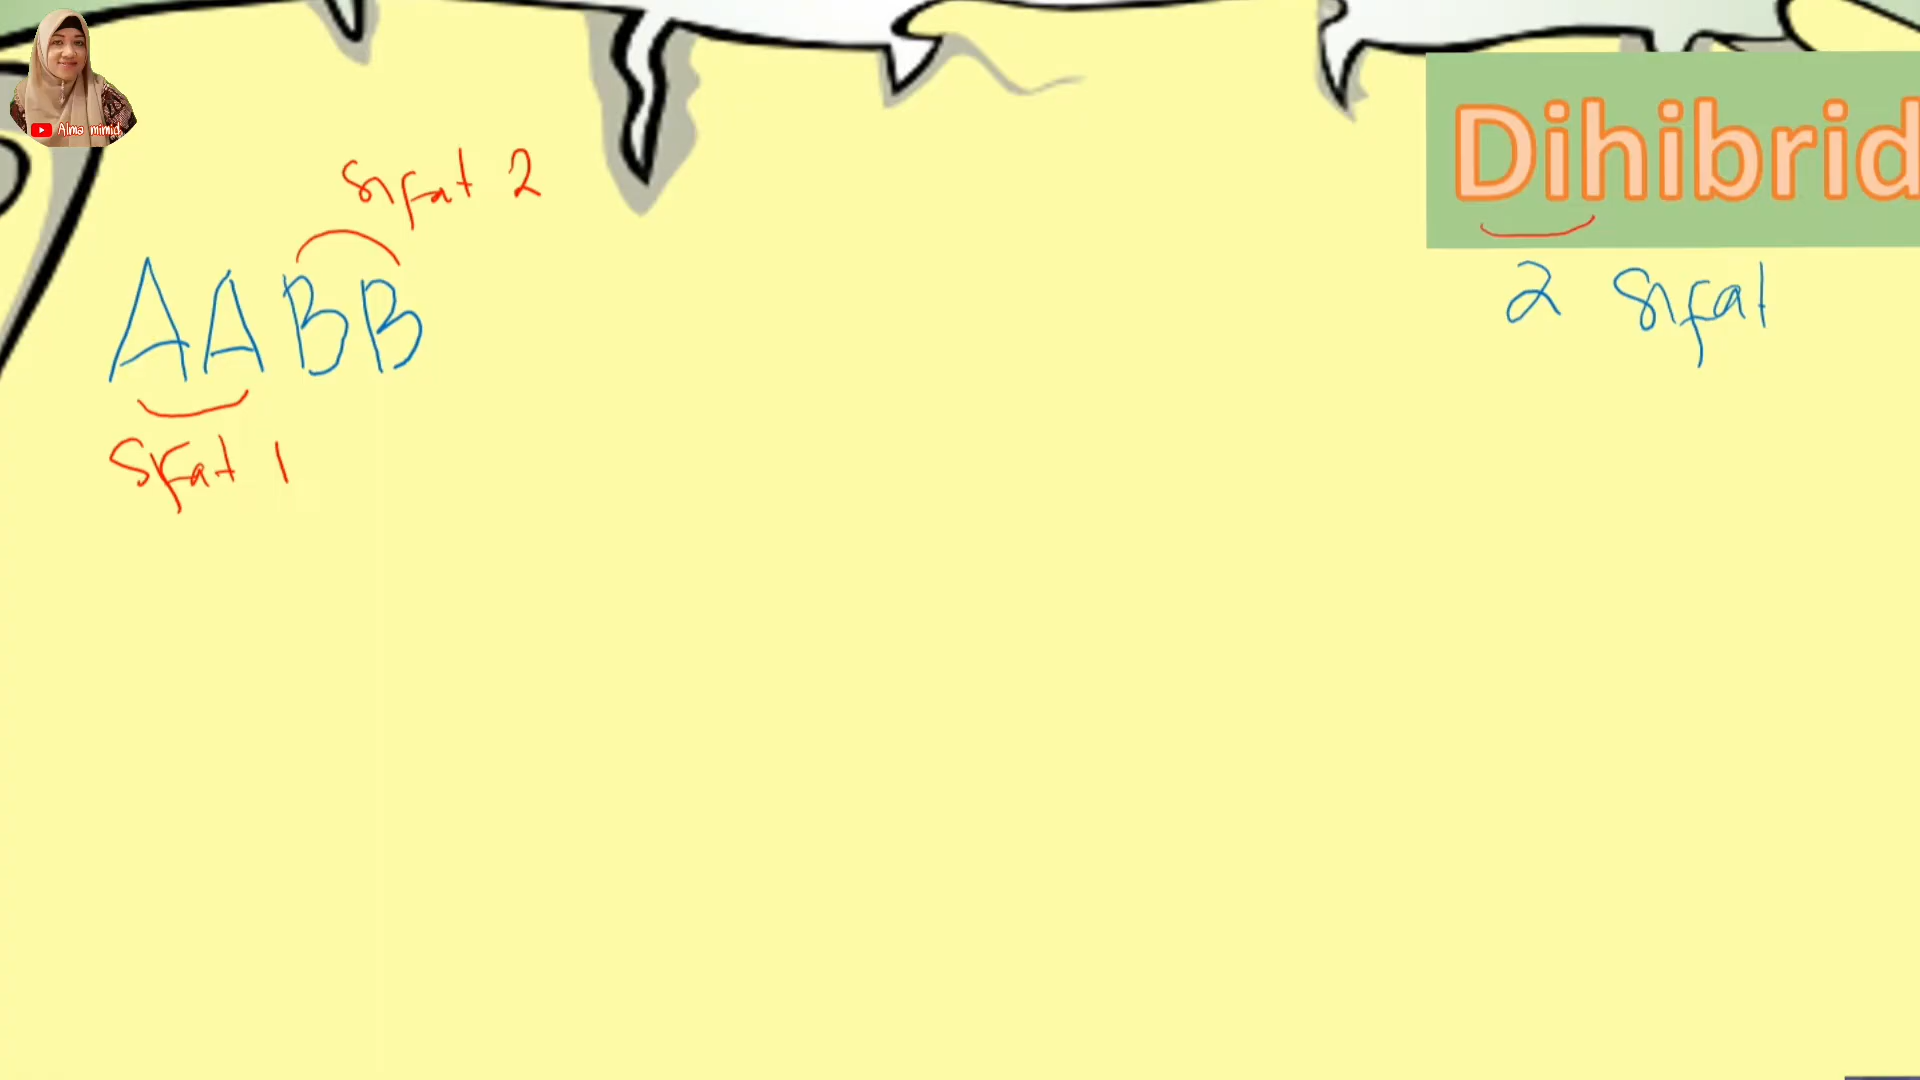 Alma mimid
Dihibrid
2 sifat
sifat 2
AABB
sifat 1